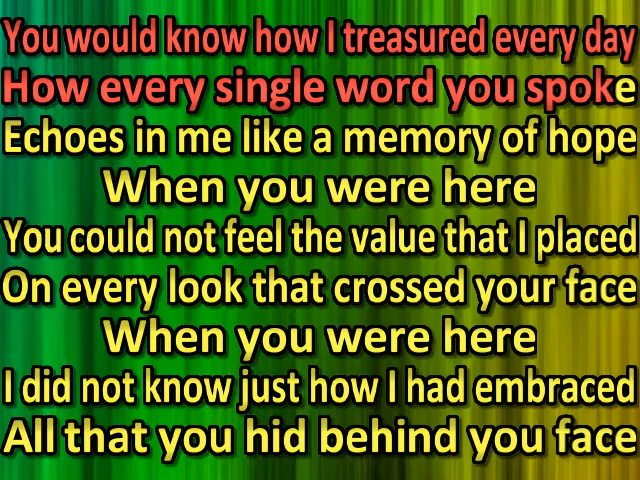 You would know how I treasured every day
How every single word you spoke
Echoes in me like a memory of hope
When you were here
You could not feel the value that I placed
On every look that crossed your face
When you were here
I did not know just how I had embraced
All that you hid behind you face